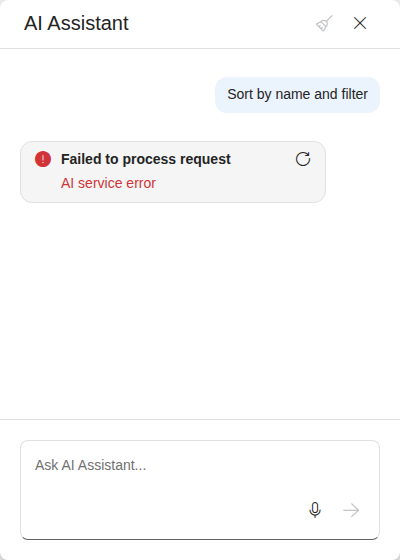 AI Assistant
Sort by name and filter
Failed to process request
AI service error
Ask AI Assistant...